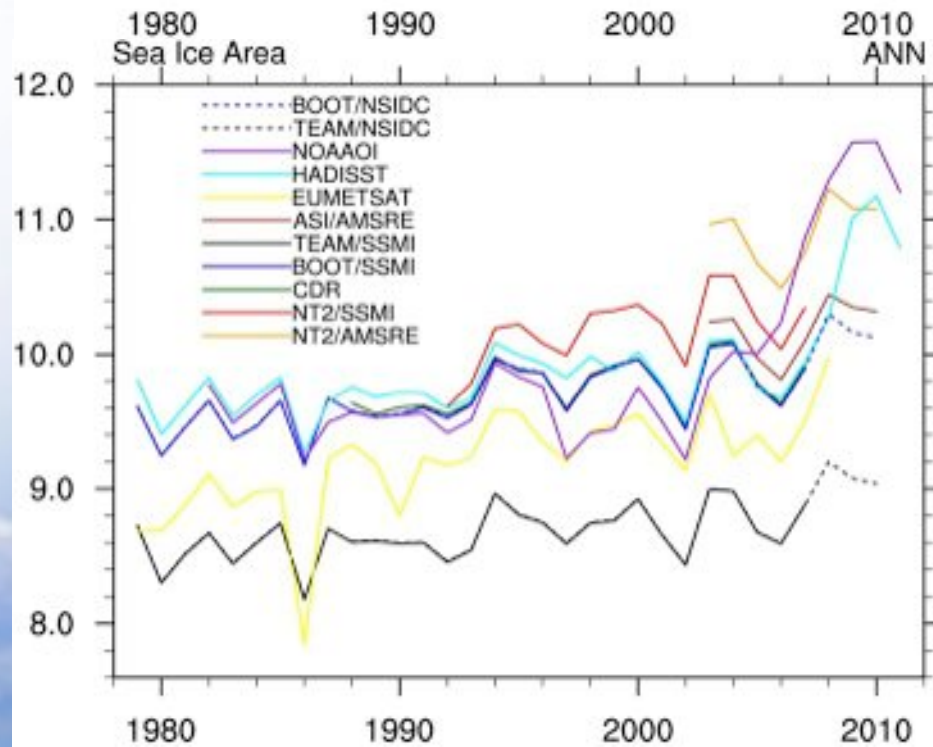 1980 1990 2000 2010
Sea Ice Area ANN
12.0
BOOT/NSIDC
TEAM/NSIDC
NOAAOI
HADISST
EUMETSAT
11.0
ASI/AMSRE
TEAM/SSMI
BOOT/SSMI
CDR
NT2/SSMI
NT2/AMSRE
10.0
9.0
8.0
1980 1990 2000 2010